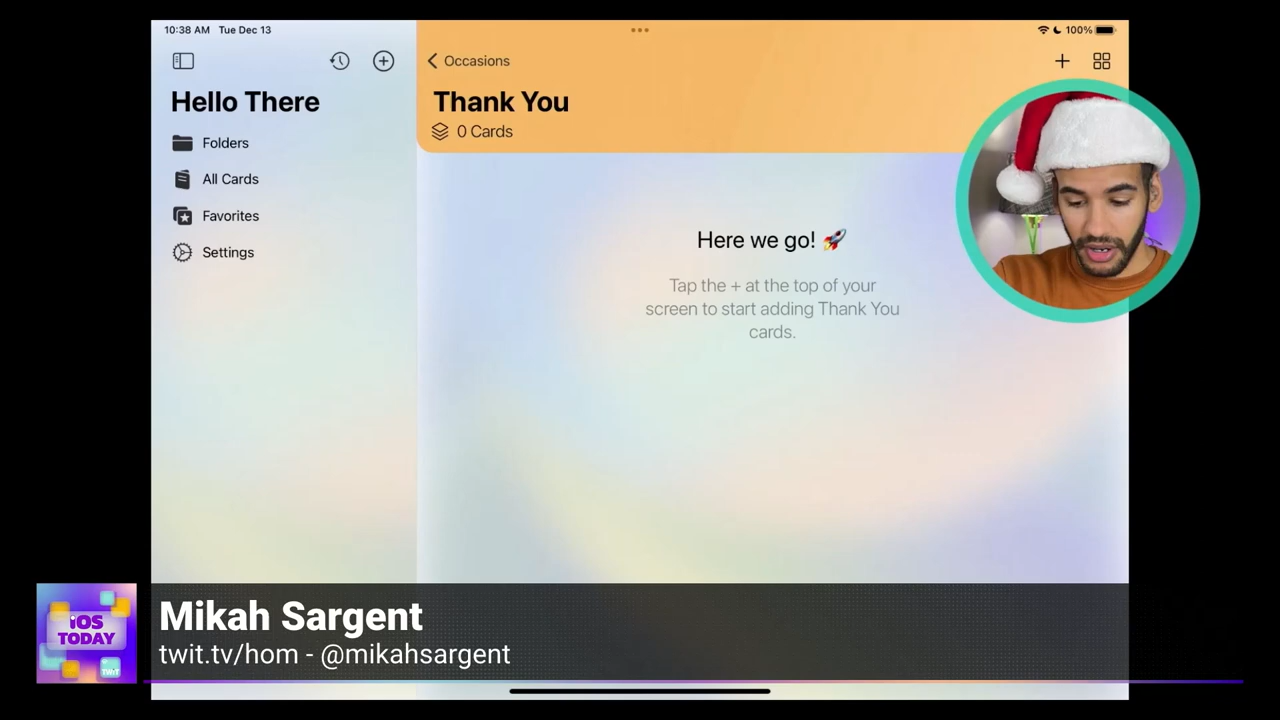 10:38 AM Tue Dec 13
100%
Hello There
Folders
All Cards
Favorites
Settings
Occasions
Thank You
0 Cards
Here we go! 🚀
Tap the + at the top of your
screen to start adding Thank You
cards.
iOS
TODAY
TWiT
Mikah Sargent
twit.tv/hom - @mikahsargent